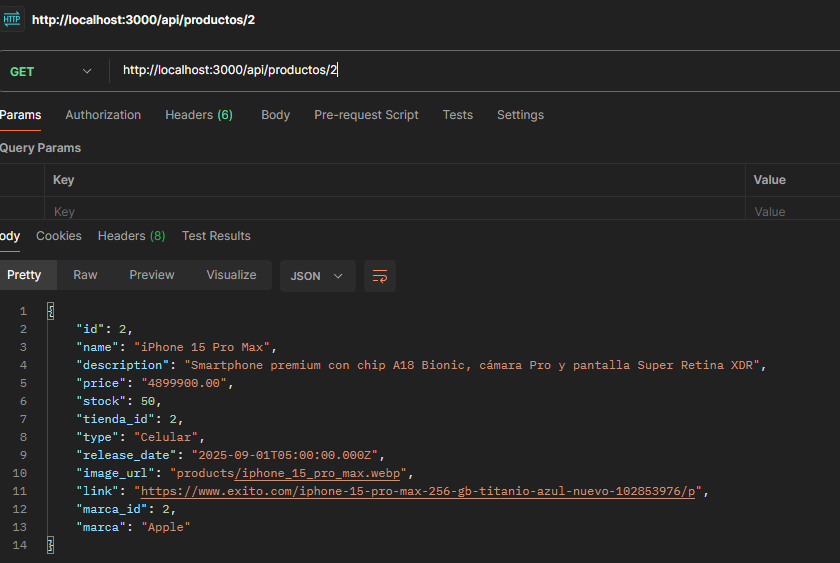 HTTP http://localhost:3000/api/productos/2
GET http://localhost:3000/api/productos/2
Params Authorization Headers (6) Body Pre-request Script Tests Settings
Query Params
Key Value
Key Value
ody Cookies Headers (8) Test Results
Pretty Raw Preview Visualize JSON
1 {
2 "id": 2,
3 "name": "iPhone 15 Pro Max",
4 "description": "Smartphone premium con chip A18 Bionic, cámara Pro y pantalla Super Retina XDR",
5 "price": "4899900.00",
6 "stock": 50,
7 "tienda_id": 2,
8 "type": "Celular",
9 "release_date": "2025-09-01T05:00:00.000Z",
10 "image_url": "products/iphone_15_pro_max.webp",
11 "link": "https://www.exito.com/iphone-15-pro-max-256-gb-titanio-azul-nuevo-102853976/p",
12 "marca_id": 2,
13 "marca": "Apple"
14 }